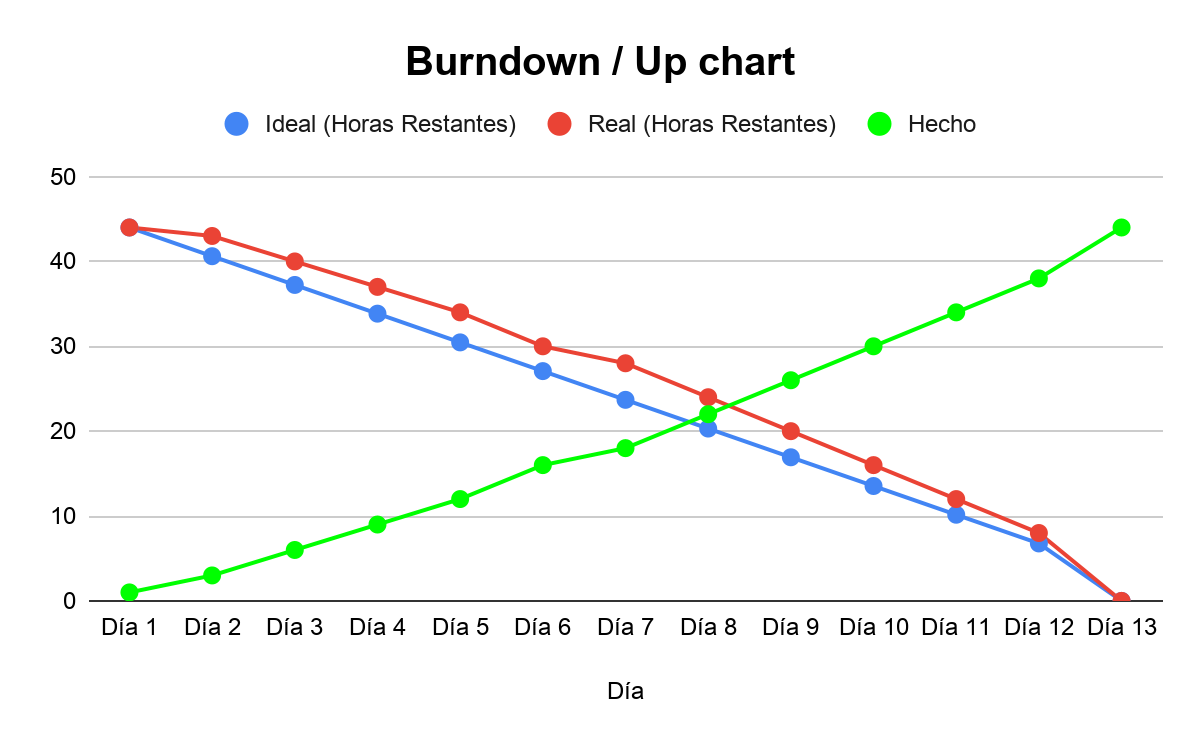 Burndown / Up chart
Ideal (Horas Restantes) Real (Horas Restantes) Hecho
50
40
30
20
10
0
Día 1 Día 2 Día 3 Día 4 Día 5 Día 6 Día 7 Día 8 Día 9 Día 10 Día 11 Día 12 Día 13
Día